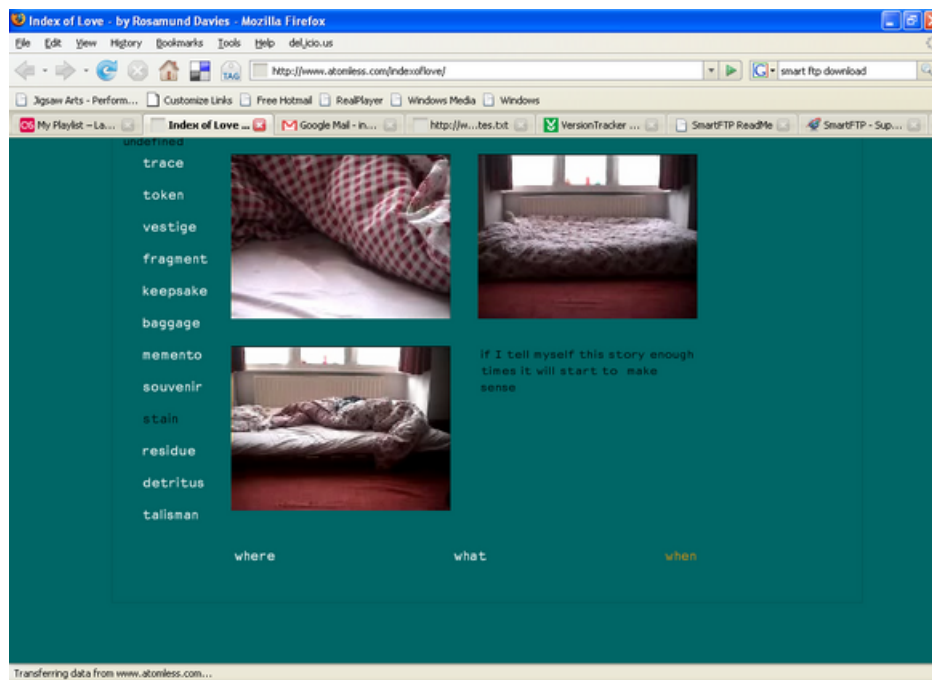 Index of Love - by Rosamund Davies - Mozilla Firefox
File Edit View History Bookmarks Tools Help del.icio.us
TAG http://www.atomless.com/indexoflove/ G smart ftp download
Jigsaw Arts - Perform... Customize Links Free Hotmail RealPlayer Windows Media Windows
My Playlist – La... Index of Love ... Google Mail - in... http://w...tes.txt VersionTracker ... SmartFTP ReadMe SmartFTP - Sup...
undefined
trace
token
vestige
fragment
keepsake
baggage
memento
souvenir
stain
residue
detritus
talisman
if I tell myself this story enough
times it will start to make
sense
where what when
Transferring data from www.atomless.com...